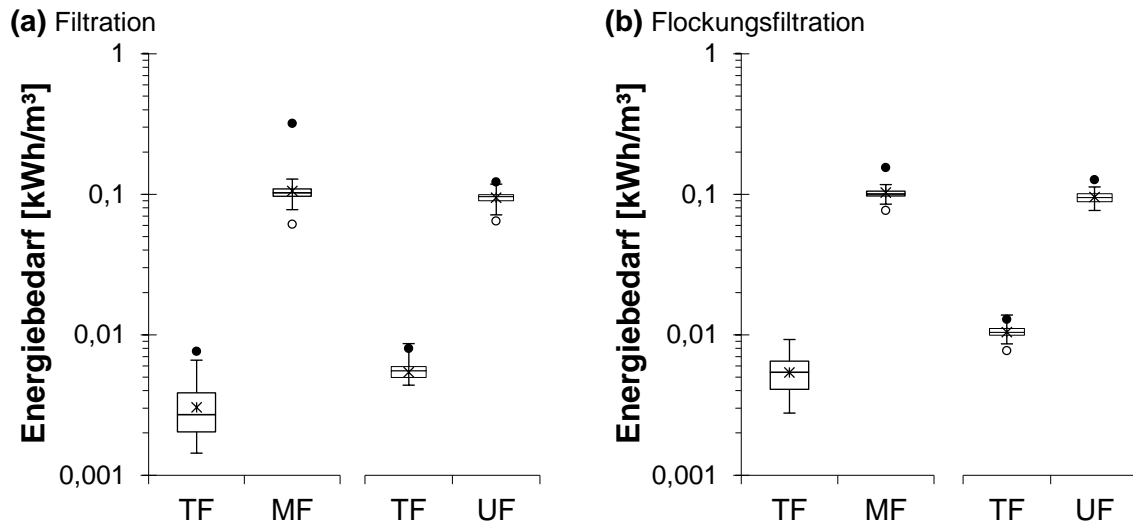 (a) Filtration
Energiebedarf [kWh/m³]
1
0,1
0,01
0,001
TF MF TF UF
(b) Flockungsfiltration
Energiebedarf [kWh/m³]
1
0,1
0,01
0,001
TF MF TF UF